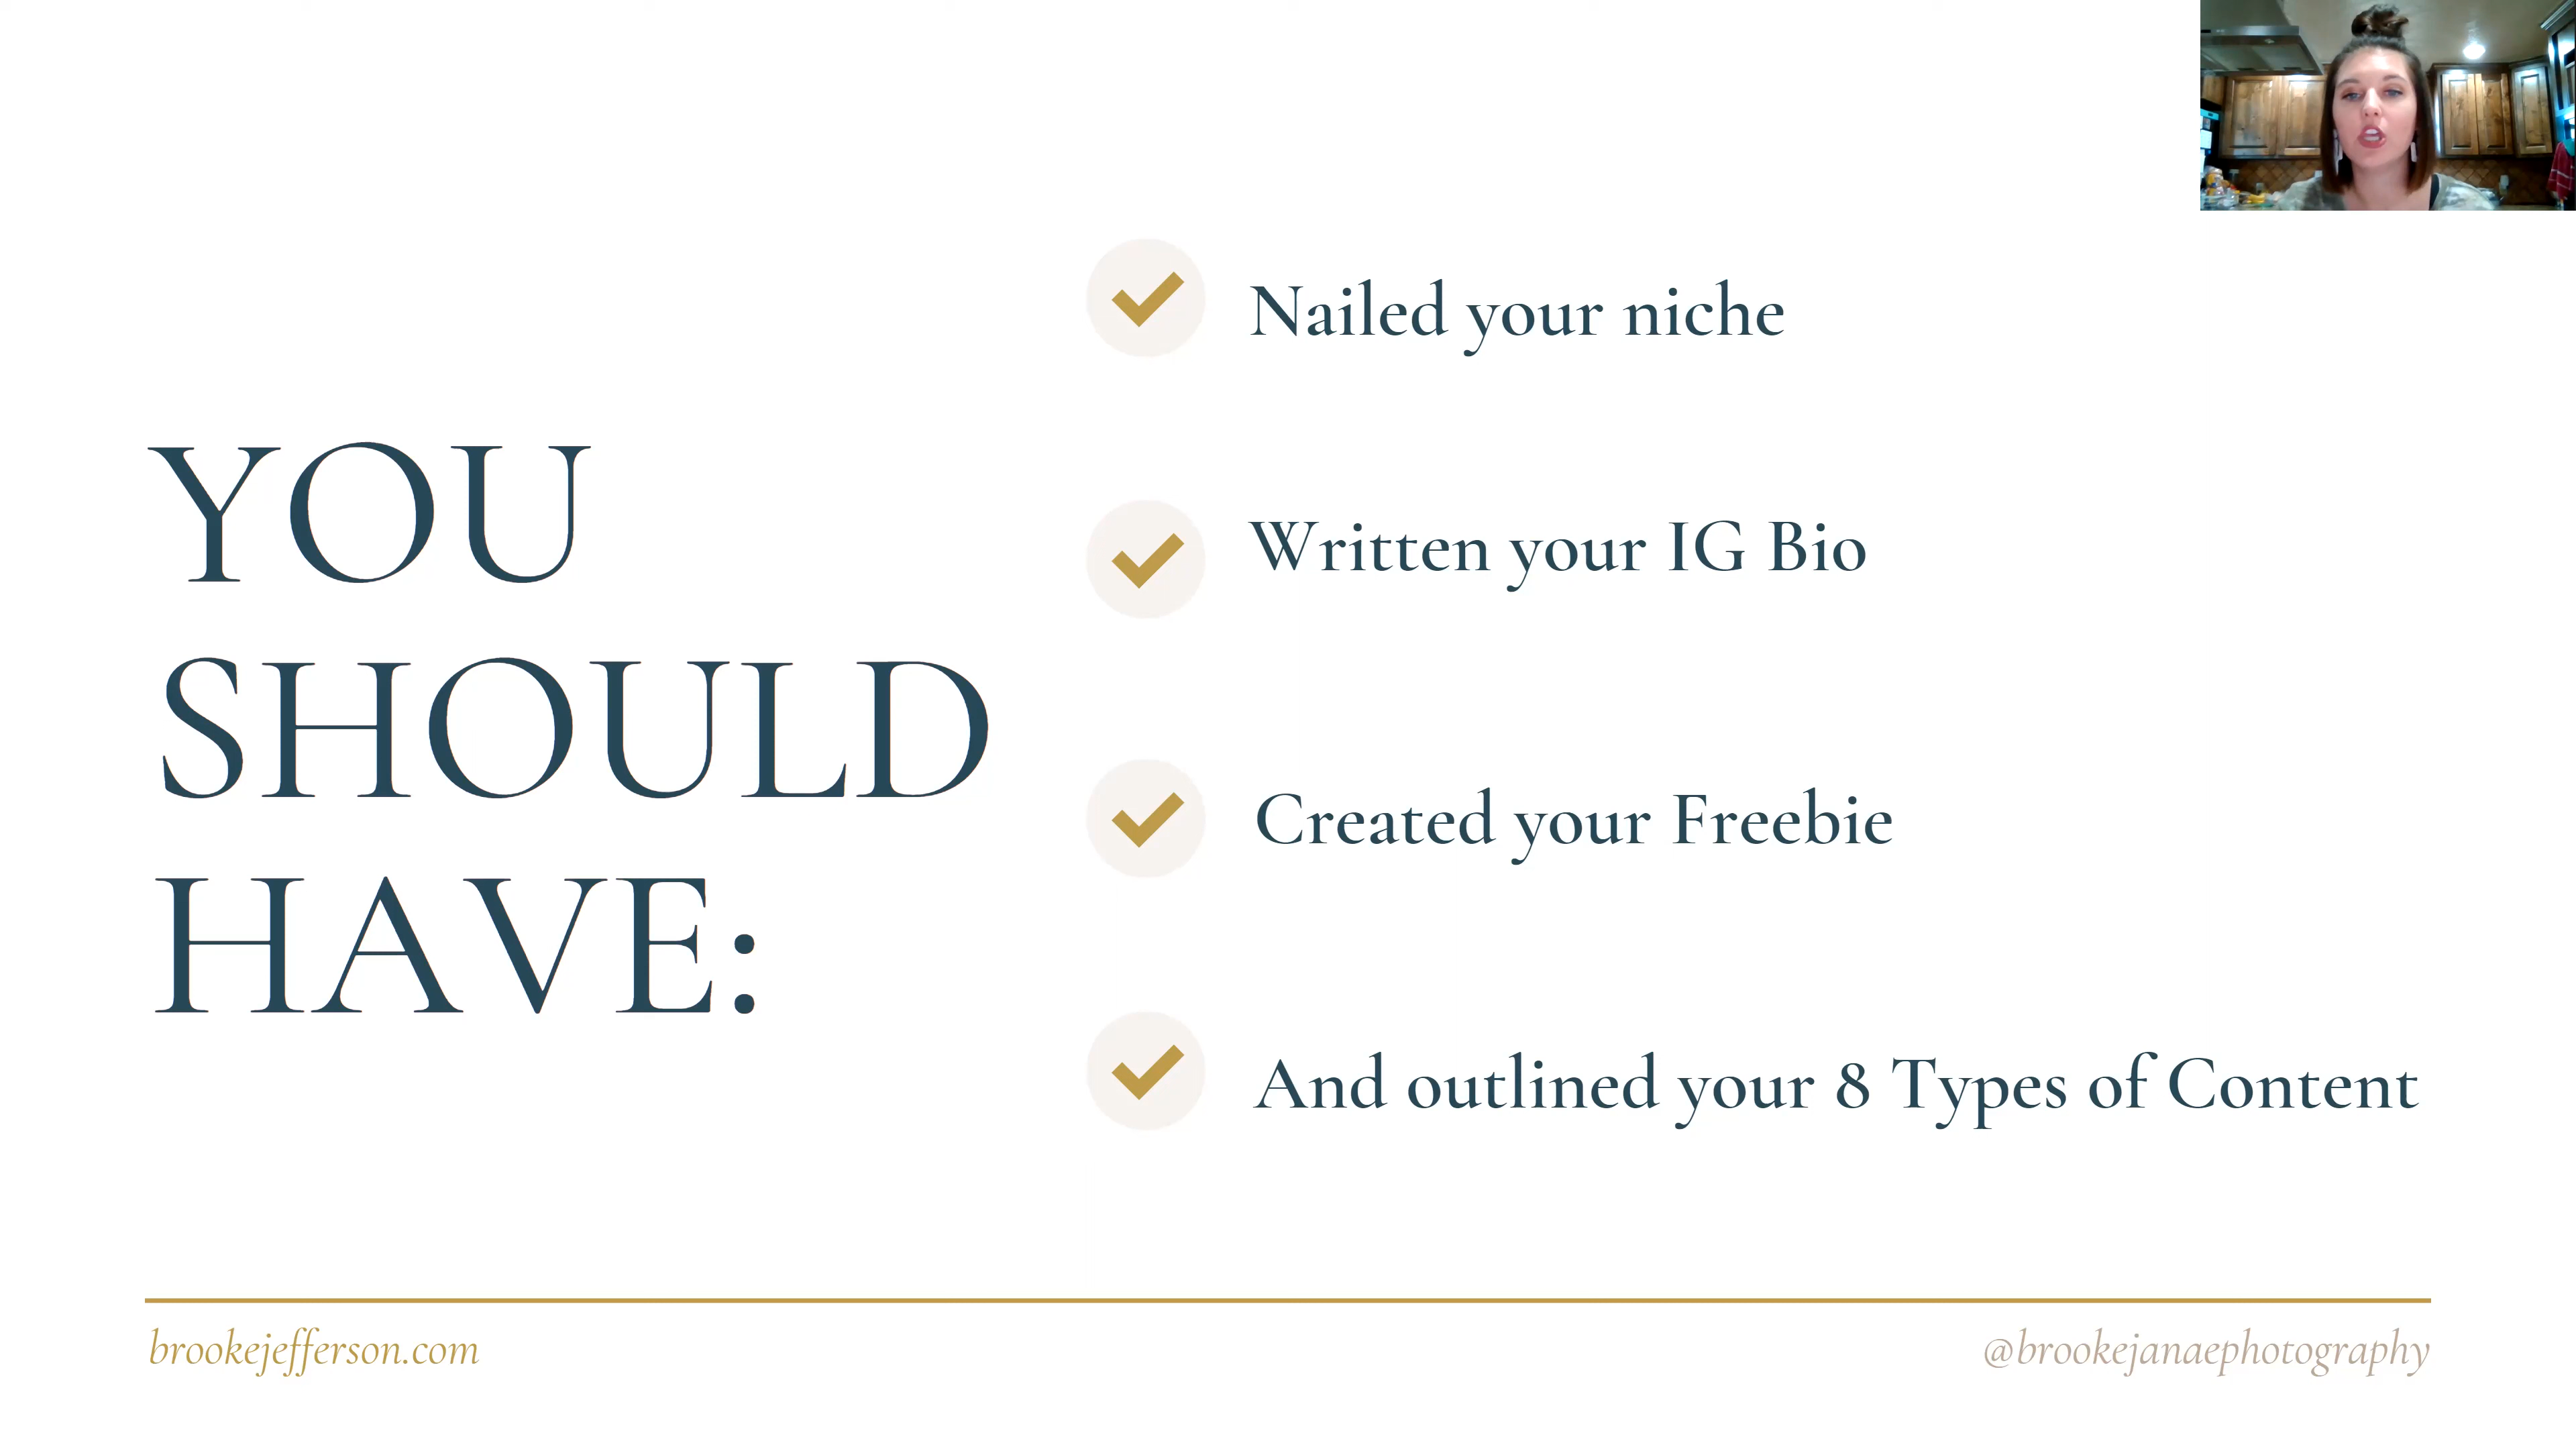 YOU
SHOULD
HAVE:
Nailed your niche
Written your IG Bio
Created your Freebie
And outlined your 8 Types of Content
brookejefferson.com
@brookejanaephotography